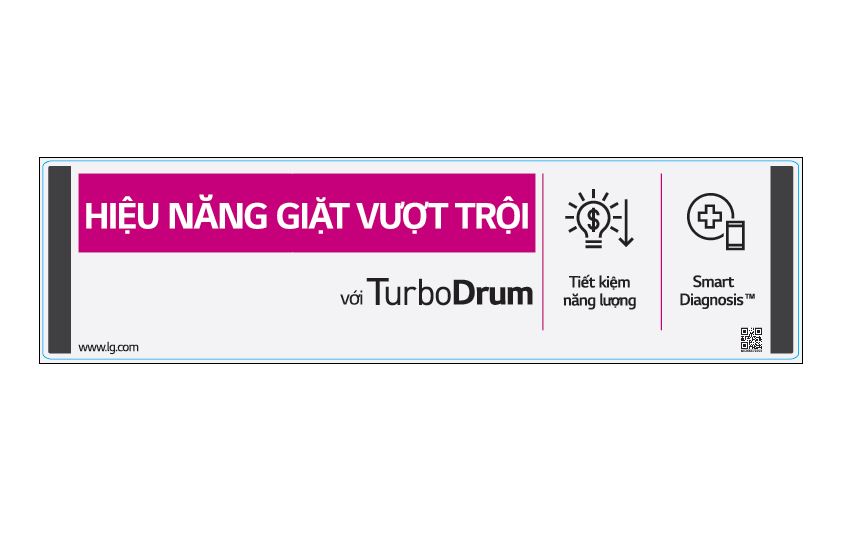 HIỆU NĂNG GIẶT VƯỢT TRỘI
với TurboDrum
www.lg.com
Tiết kiệm
năng lượng
Smart
Diagnosis™